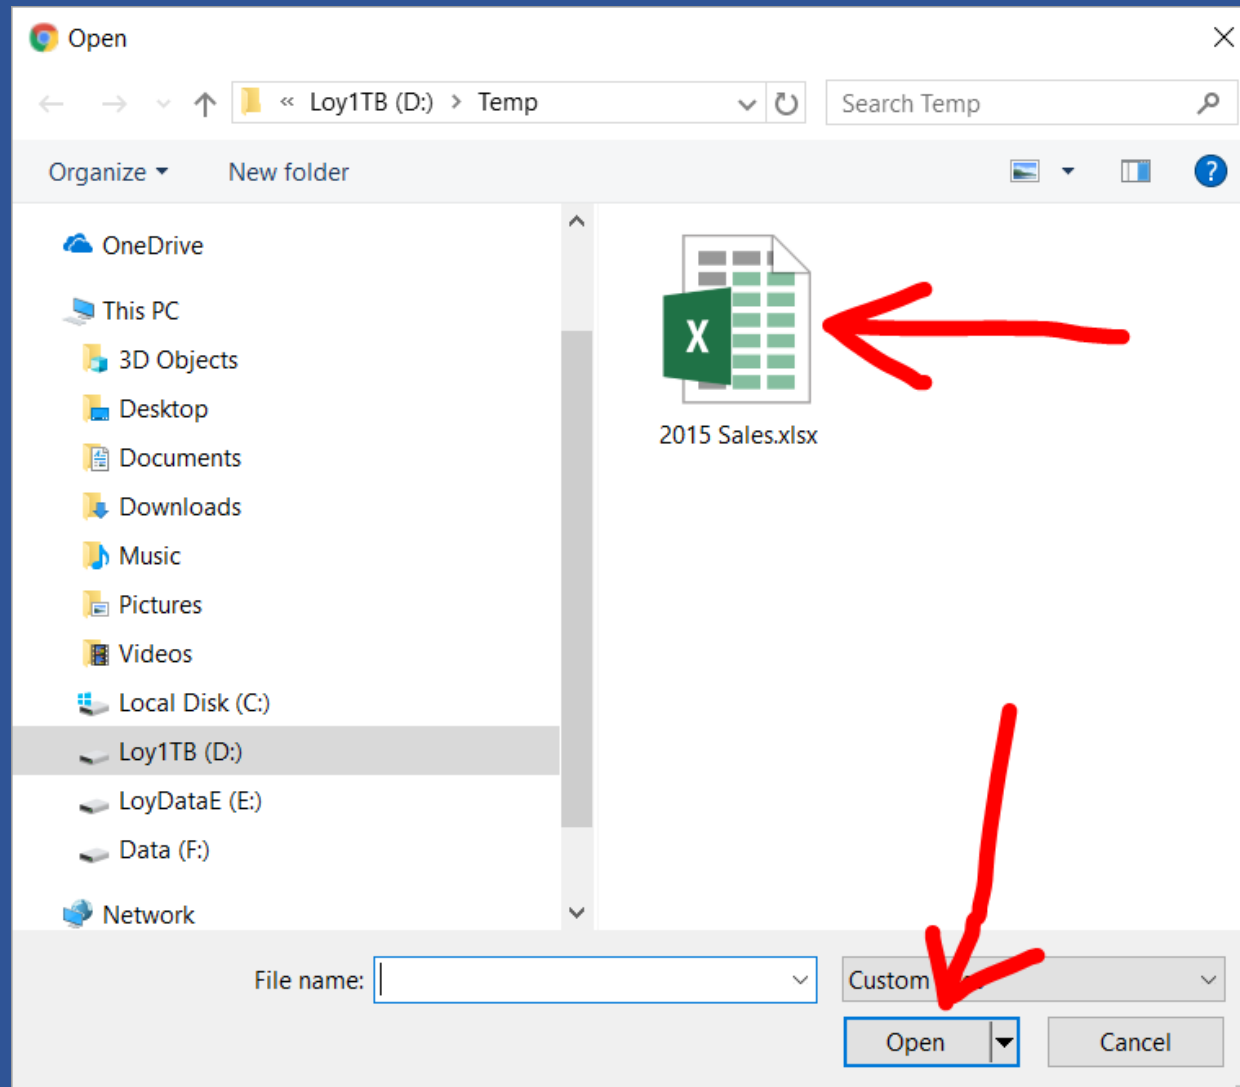 Open
« Loy1TB (D:) > Temp
Search Temp
Organize
New folder
?
OneDrive
This PC
3D Objects
Desktop
Documents
Downloads
Music
Pictures
Videos
Local Disk (C:)
Loy1TB (D:)
LoyDataE (E:)
Data (F:)
Network
X
2015 Sales.xlsx
File name:
Custom
Open
Cancel